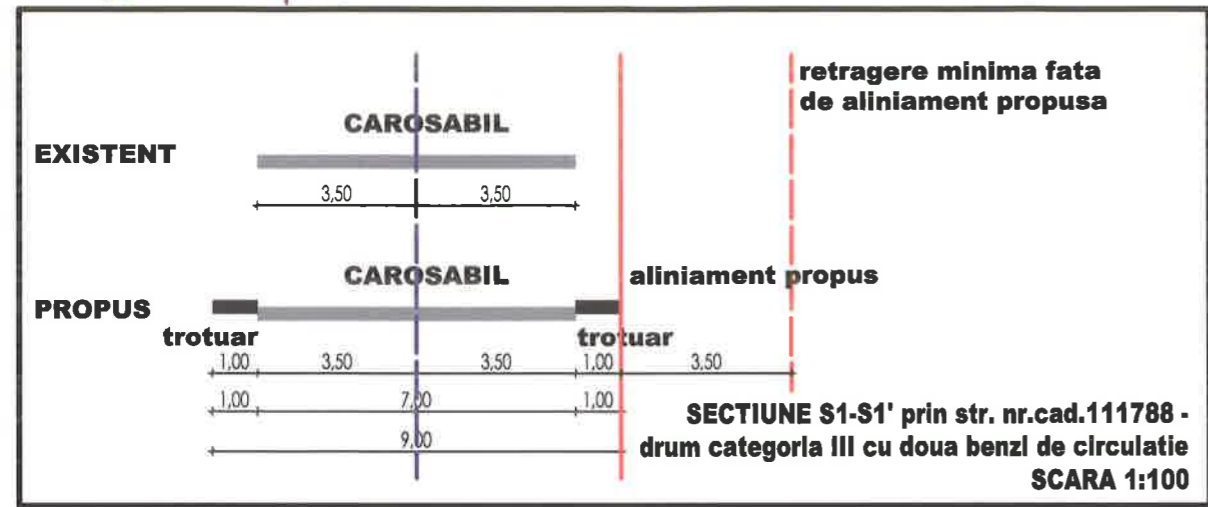 retragere minima fata
de aliniament propusa
CAROSABIL
EXISTENT
3,50 3,50
CAROSABIL
aliniament propus
PROPUS
trotuar trotuar
1,00 3,50 3,50 1,00 3,50
1,00 7,00 1,00
9,00
SECTIUNE S1-S1' prin str. nr.cad.111788 -
drum categoria III cu doua benzi de circulatie
SCARA 1:100